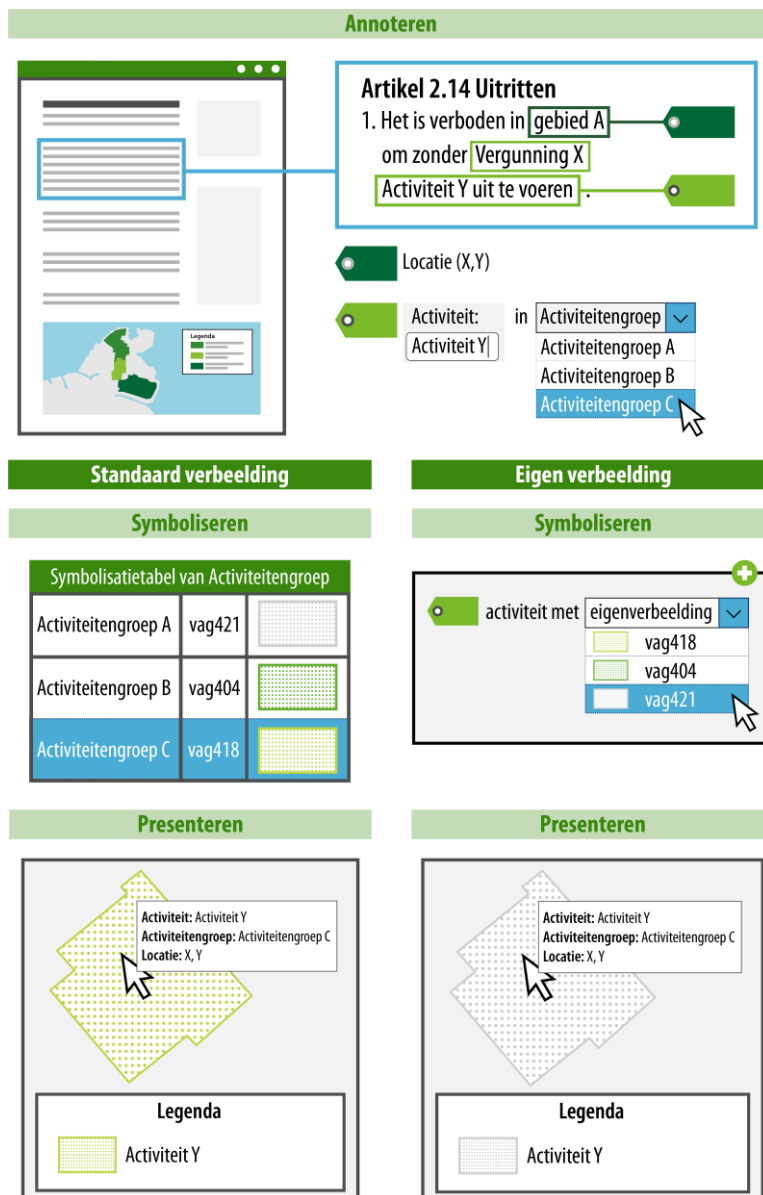 Annoteren
Artikel 2.14 Uitritten
1. Het is verboden in gebied A
om zonder Vergunning X
Activiteit Y uit te voeren .
Legenda
Locatie (X,Y)
Activiteit: in Activiteitengroep
Activiteit Y
Activiteitengroep A
Activiteitengroep B
Activiteitengroep C
Standaard verbeelding
Symboliseren
Symbolisatietabel van Activiteitengroep
Activiteitengroep A vag421
Activiteitengroep B vag404
Activiteitengroep C vag418
Presenteren
Activiteit: Activiteit Y
Activiteitengroep: Activiteitengroep C
Locatie: X, Y
Legenda
Activiteit Y
Eigen verbeelding
Symboliseren
activiteit met eigenverbeelding
vag418
vag404
vag421
Presenteren
Activiteit: Activiteit Y
Activiteitengroep: Activiteitengroep C
Locatie: X, Y
Legenda
Activiteit Y